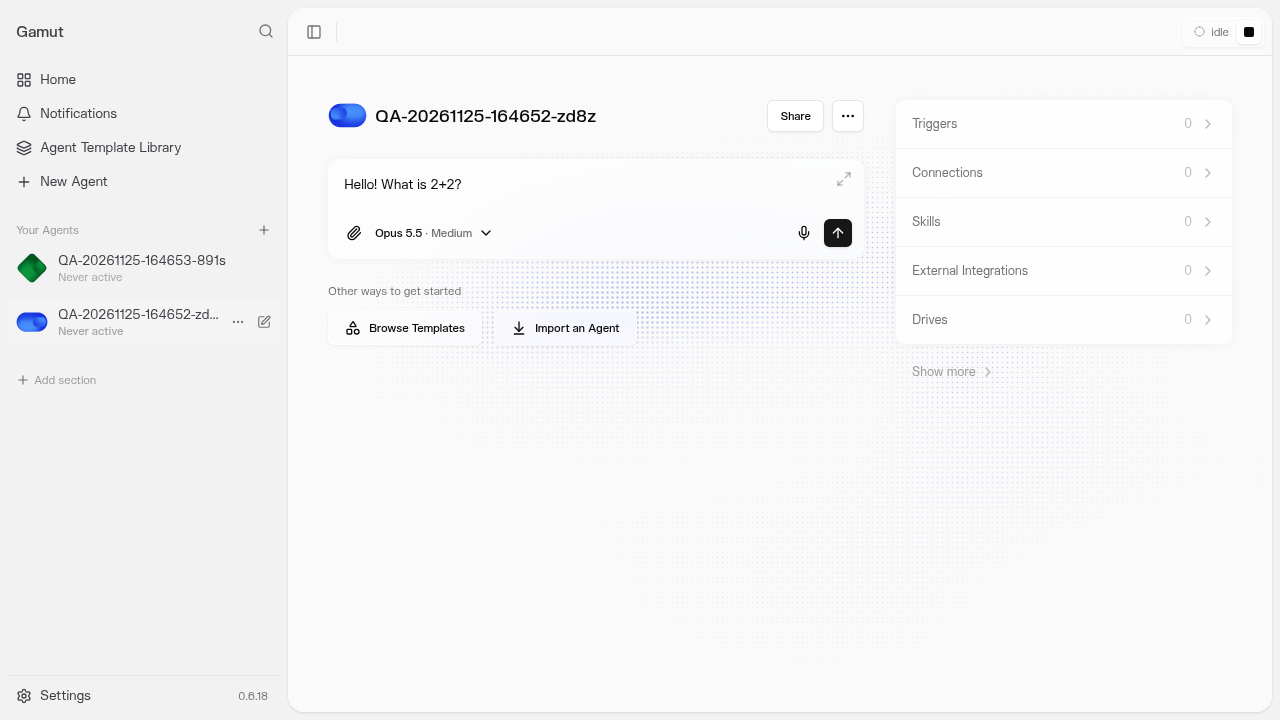 Gamut
Home
Notifications
Agent Template Library
New Agent
Your Agents
QA-20261125-164653-891s
Never active
QA-20261125-164652-zd...
Never active
Add section
Settings
0.6.18
idle
QA-20261125-164652-zd8z
Share
Hello! What is 2+2?
Opus 5.5 · Medium
Other ways to get started
Browse Templates
Import an Agent
Triggers 0
Connections 0
Skills 0
External Integrations 0
Drives 0
Show more